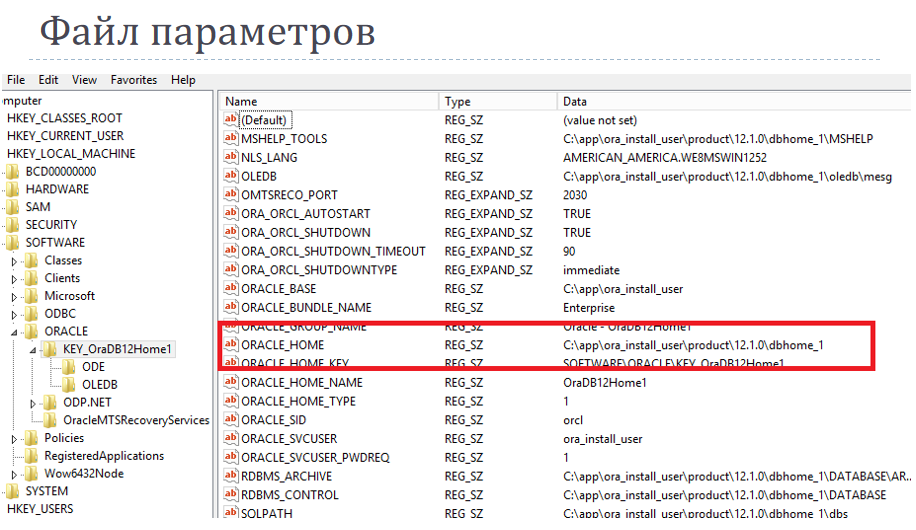 Файл параметров
File Edit View Favorites Help
omputer
HKEY_CLASSES_ROOT
HKEY_CURRENT_USER
HKEY_LOCAL_MACHINE
BCD00000000
HARDWARE
SAM
SECURITY
SOFTWARE
Classes
Clients
Microsoft
ODBC
ORACLE
KEY_OraDB12Home1
ODE
OLEDB
ODP.NET
OracleMTSRecoveryServices
Policies
RegisteredApplications
Wow6432Node
SYSTEM
HKEY_USERS
Name Type Data
(Default) REG_SZ (value not set)
MSHELP_TOOLS REG_SZ C:\app\ora_install_user\product\12.1.0\dbhome_1\MSHELP
NLS_LANG REG_SZ AMERICAN_AMERICA.WE8MSWIN1252
OLEDB REG_SZ C:\app\ora_install_user\product\12.1.0\dbhome_1\oledb\mesg
OMTSRECO_PORT REG_EXPAND_SZ 2030
ORA_ORCL_AUTOSTART REG_EXPAND_SZ TRUE
ORA_ORCL_SHUTDOWN REG_EXPAND_SZ TRUE
ORA_ORCL_SHUTDOWN_TIMEOUT REG_EXPAND_SZ 90
ORA_ORCL_SHUTDOWNTYPE REG_EXPAND_SZ immediate
ORACLE_BASE REG_SZ C:\app\ora_install_user
ORACLE_BUNDLE_NAME REG_SZ Enterprise
ORACLE_GROUP_NAME REG_SZ Oracle - OraDB12Home1
ORACLE_HOME REG_SZ C:\app\ora_install_user\product\12.1.0\dbhome_1
ORACLE_HOME_KEY REG_SZ SOFTWARE\ORACLE\KEY_OraDB12Home1
ORACLE_HOME_NAME REG_SZ OraDB12Home1
ORACLE_HOME_TYPE REG_SZ 1
ORACLE_SID REG_SZ orcl
ORACLE_SVCUSER REG_SZ ora_install_user
ORACLE_SVCUSER_PWDREQ REG_SZ 1
RDBMS_ARCHIVE REG_SZ C:\app\ora_install_user\product\12.1.0\dbhome_1\DATABASE\AR...
RDBMS_CONTROL REG_SZ C:\app\ora_install_user\product\12.1.0\dbhome_1\DATABASE
SQLPATH REG_SZ C:\app\ora_install_user\product\12.1.0\dbhome_1\dbs